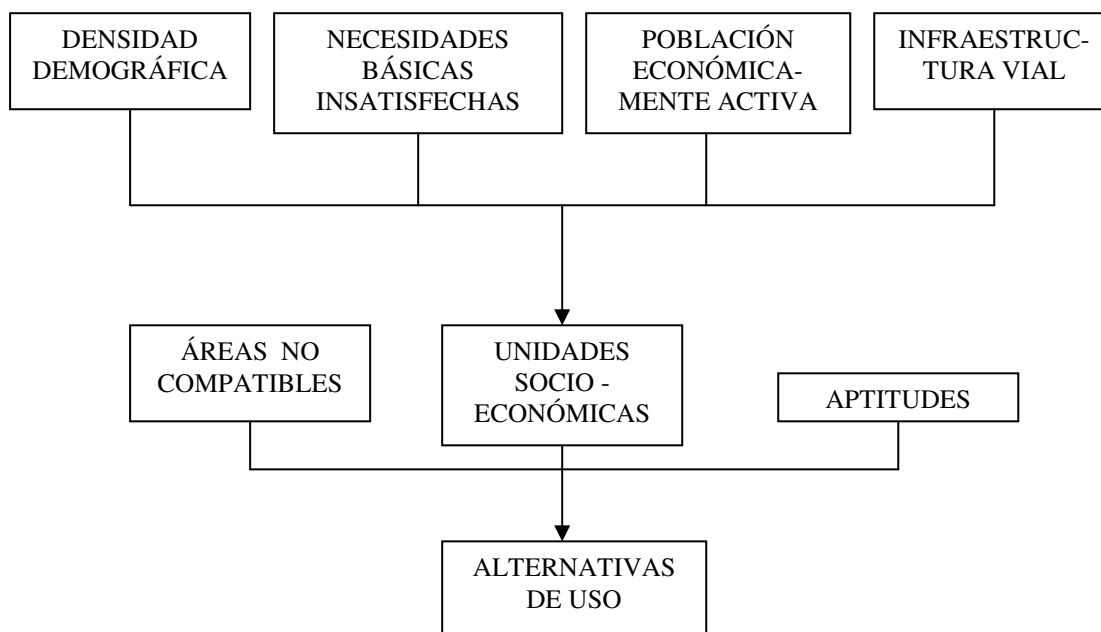 DENSIDAD
DEMOGRÁFICA
NECESIDADES
BÁSICAS
INSATISFECHAS
POBLACIÓN
ECONÓMICA-
MENTE ACTIVA
INFRAESTRUC-
TURA VIAL
ÁREAS NO
COMPATIBLES
UNIDADES
SOCIO -
ECONÓMICAS
APTITUDES
ALTERNATIVAS
DE USO